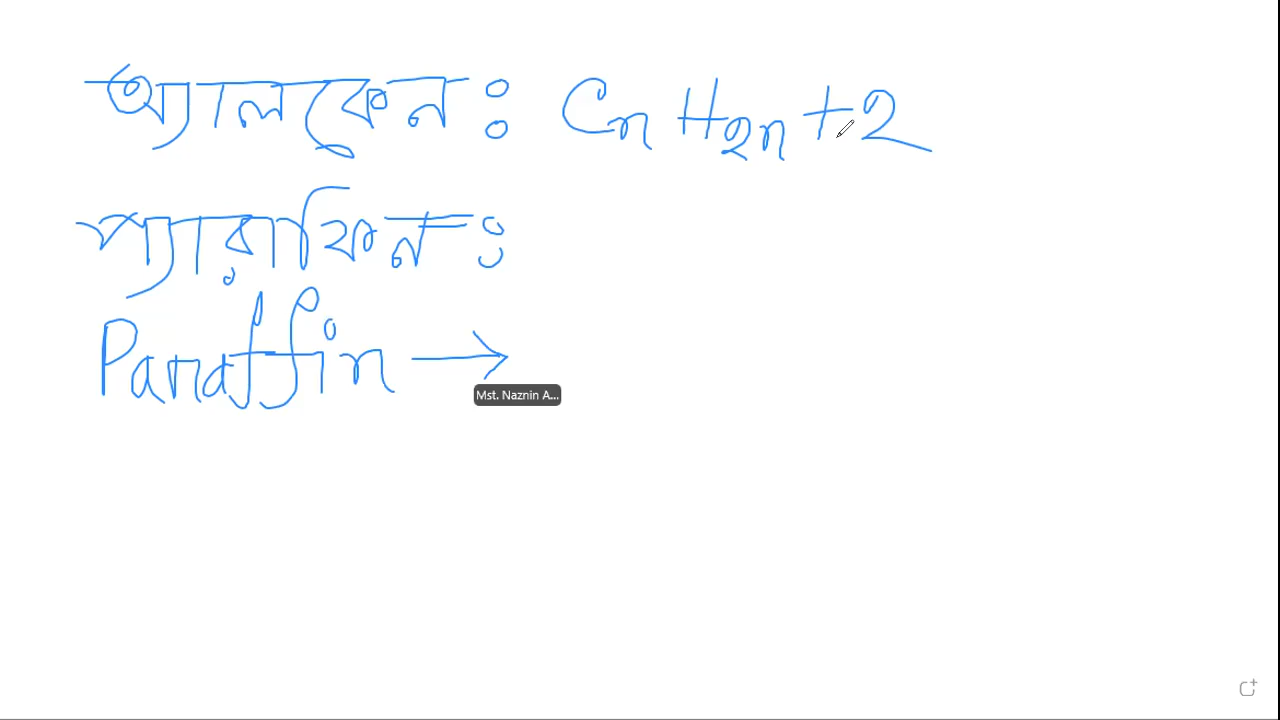 অ্যালকেন ঃ CnH2n+2
প্যারাফিন ঃ
Paraffin →
Mst. Naznin A...